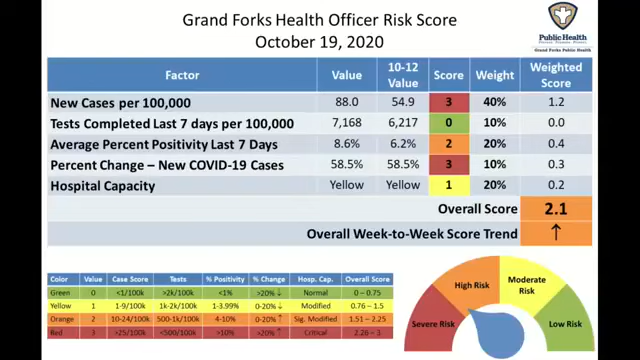 Grand Forks Health Officer Risk Score
October 19, 2020
Public Health
Prevent. Promote. Protect.
Grand Forks Public Health
Factor Value 10-12 Value Score Weight Weighted Score
New Cases per 100,000 88.0 54.9 3 40% 1.2
Tests Completed Last 7 days per 100,000 7,168 6,217 0 10% 0.0
Average Percent Positivity Last 7 Days 8.6% 6.2% 2 20% 0.4
Percent Change – New COVID-19 Cases 58.5% 58.5% 3 10% 0.3
Hospital Capacity Yellow Yellow 1 20% 0.2
Overall Score 2.1
Overall Week-to-Week Score Trend ↑
Color Value Case Score Tests % Positivity % Change Hosp. Cap. Overall Score
Green 0 <1/100k >2k/100k <1% >20% ↓ Normal 0 – 0.75
Yellow 1 1-9/100k 1k-2k/100k 1-3.99% 0-20% ↓ Modified 0.76 – 1.5
Orange 2 10-24/100k 500-1k/100k 4-10% 0-20% ↑ Sig. Modified 1.51 – 2.25
Red 3 >25/100k <500/100k >10% >20% ↑ Critical 2.26 – 3
Severe Risk
High Risk
Moderate
Risk
Low Risk